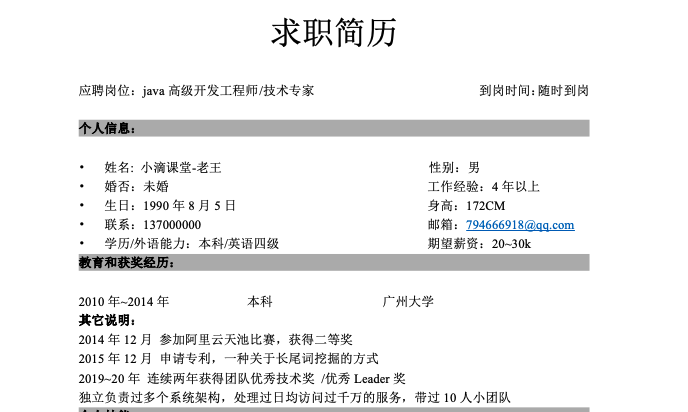 求职简历
应聘岗位：java 高级开发工程师/技术专家 到岗时间：随时到岗
个人信息：
• 姓名: 小滴课堂-老王 性别：男
• 婚否：未婚 工作经验：4 年以上
• 生日：1990 年 8 月 5 日 身高：172CM
• 联系：137000000 邮箱：794666918@qq.com
• 学历/外语能力：本科/英语四级 期望薪资：20~30k
教育和获奖经历：
2010 年~2014 年 本科 广州大学
其它说明：
2014 年 12 月 参加阿里云天池比赛，获得二等奖
2015 年 12 月 申请专利，一种关于长尾词挖掘的方式
2019~20 年 连续两年获得团队优秀技术奖 /优秀 Leader 奖
独立负责过多个系统架构，处理过日均访问过千万的服务，带过 10 人小团队